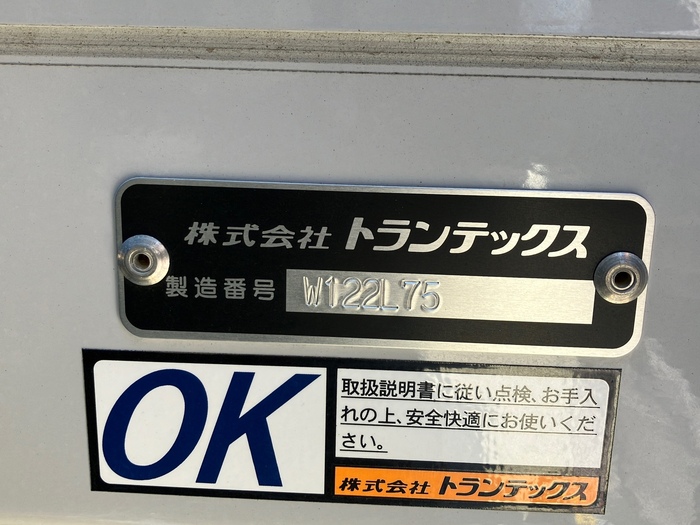 株式会社 トランテックス
製造番号 W122L75
OK
取扱説明書に従い点検、お手入
れの上、安全快適にお使いくだ
さい。
株式会社 トランテックス